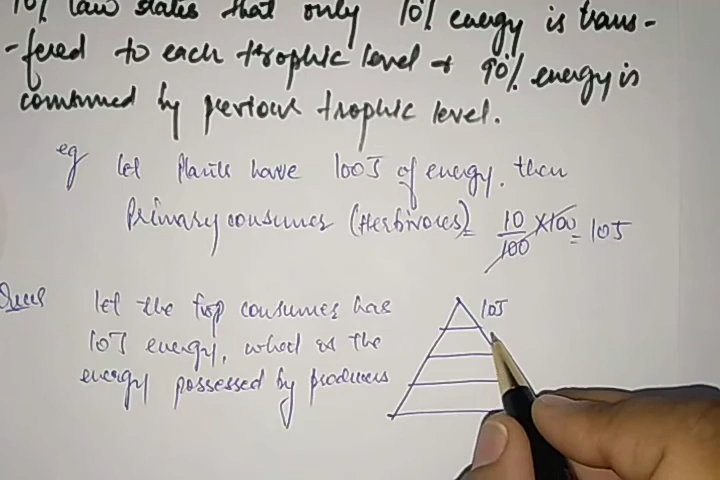 10% law states that only 10% energy is trans-
-fered to each trophic level & 90% energy is
consumed by previous trophic level.
eg let plants have 100J of energy. then
Primary consumes (Herbivores) = 10/100 × 100 = 10J
Ques let the top consumes has
10J energy, what is the
energy possessed by producers
10J